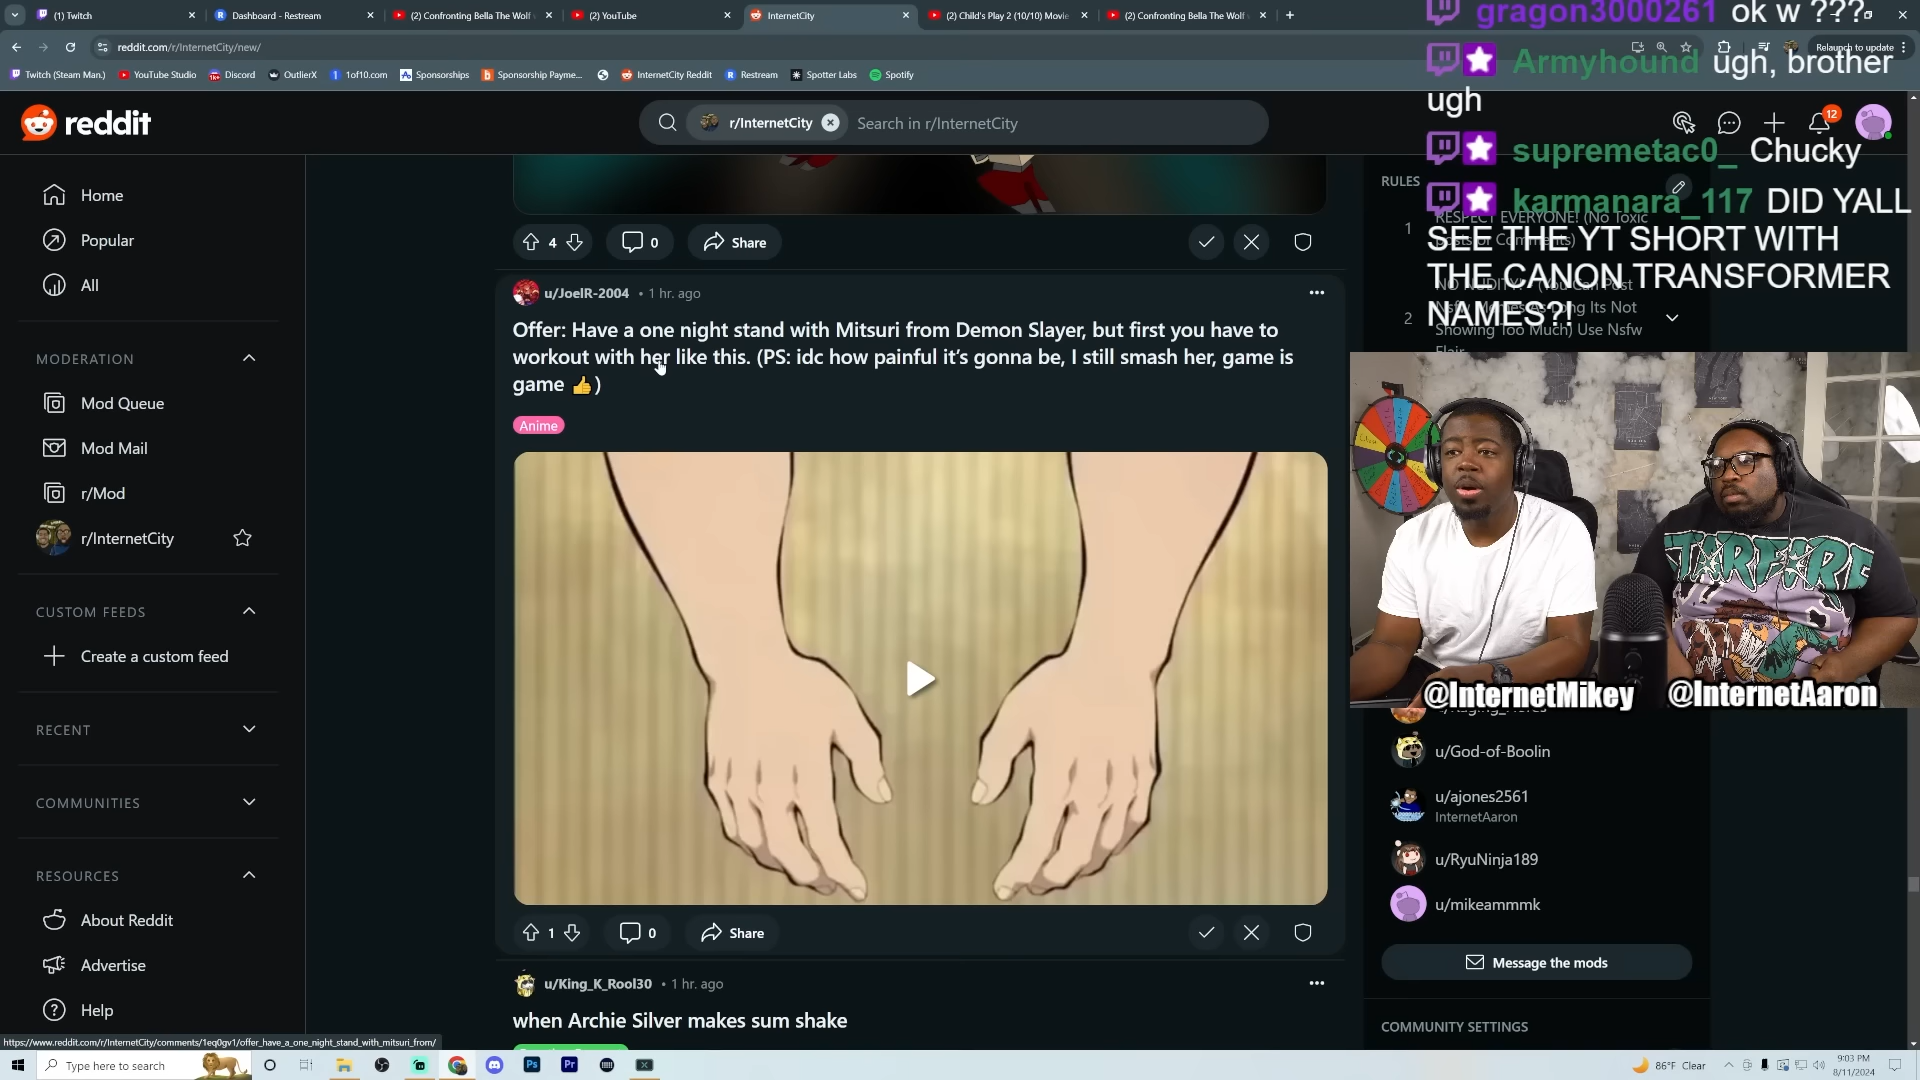 (1) Twitch
Dashboard - Restream
(2) Confronting Bella The Wolf
(2) YouTube
InternetCity
(2) Child's Play 2 (10/10) Movie
(2) Confronting Bella The Wolf
reddit.com/r/InternetCity/new/
Relaunch to update
Twitch (Steam Man.)
YouTube Studio
Discord
OutlierX
1of10.com
Sponsorships
Sponsorship Payme...
InternetCity Reddit
Restream
Spotter Labs
Spotify
gragon3000261 ok w ???
Armyhound ugh, brother
ugh
supremetac0_ Chucky
karmanara_117 DID YALL
SEE THE YT SHORT WITH
THE CANON TRANSFORMER
NAMES?!
reddit
r/InternetCity
Search in r/InternetCity
12
Home
Popular
All
MODERATION
Mod Queue
Mod Mail
r/Mod
r/InternetCity
CUSTOM FEEDS
Create a custom feed
RECENT
COMMUNITIES
RESOURCES
About Reddit
Advertise
Help
4
0
Share
u/JoelR-2004 • 1 hr. ago
Offer: Have a one night stand with Mitsuri from Demon Slayer, but first you have to
workout with her like this. (PS: idc how painful it's gonna be, I still smash her, game is
game 👍)
Anime
1
0
Share
u/King_K_Rool30 • 1 hr. ago
when Archie Silver makes sum shake
RULES
1
RESPECT EVERYONE! (No Toxic
Posts or Comments)
2
NO NUDITY! (You Can Post
Nsfw Memes As Long Its Not
Showing Too Much) Use Nsfw
Flair
@InternetMikey
@InternetAaron
u/God-of-Boolin
u/ajones2561
InternetAaron
u/RyuNinja189
u/mikeammmk
Message the mods
COMMUNITY SETTINGS
https://www.reddit.com/r/InternetCity/comments/1eq0gv1/offer_have_a_one_night_stand_with_mitsuri_from/
Type here to search
86°F Clear
9:03 PM
8/11/2024